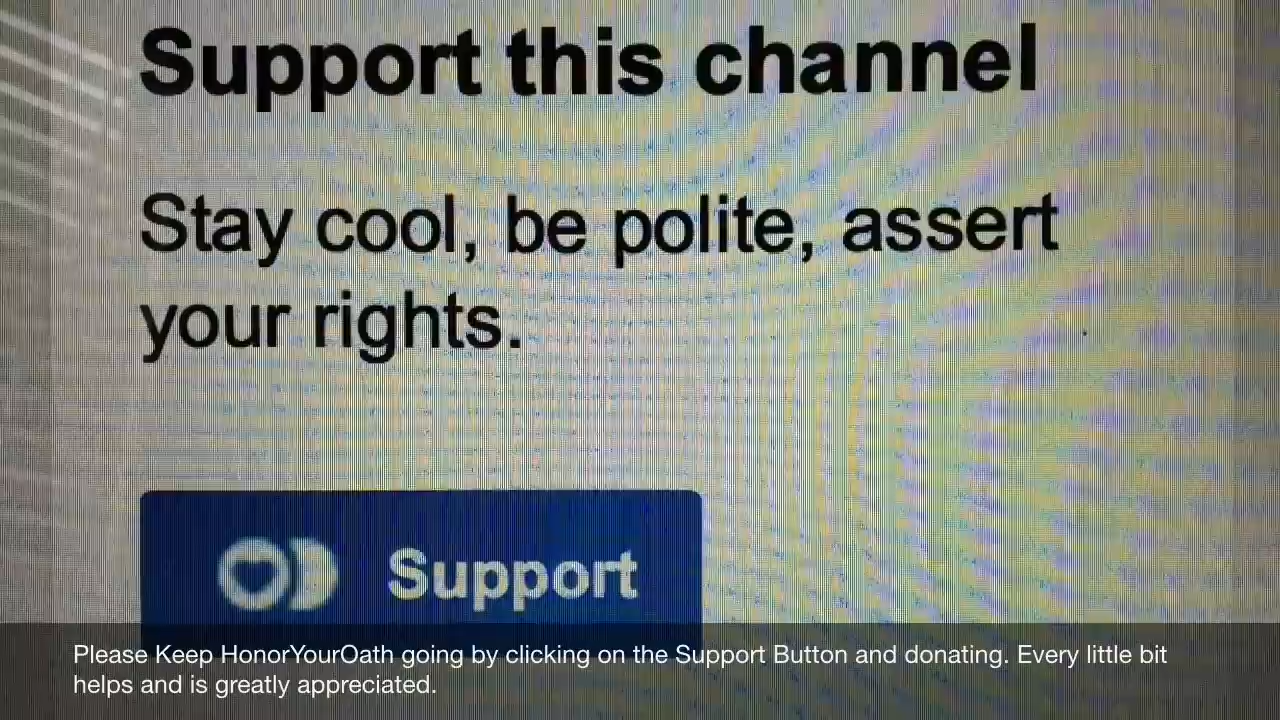 Support this channel
Stay cool, be polite, assert
your rights.
Support
Please Keep HonorYourOath going by clicking on the Support Button and donating. Every little bit
helps and is greatly appreciated.